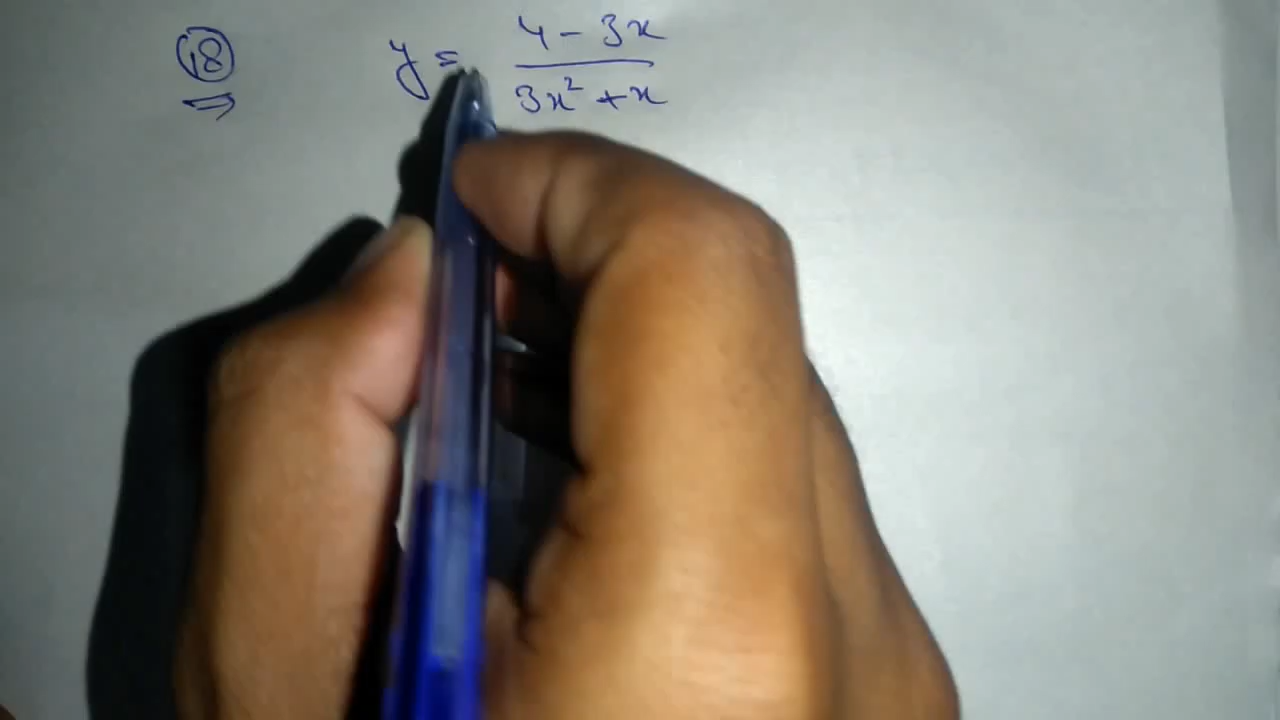 18 y = 4 - 3x / 3x² + x